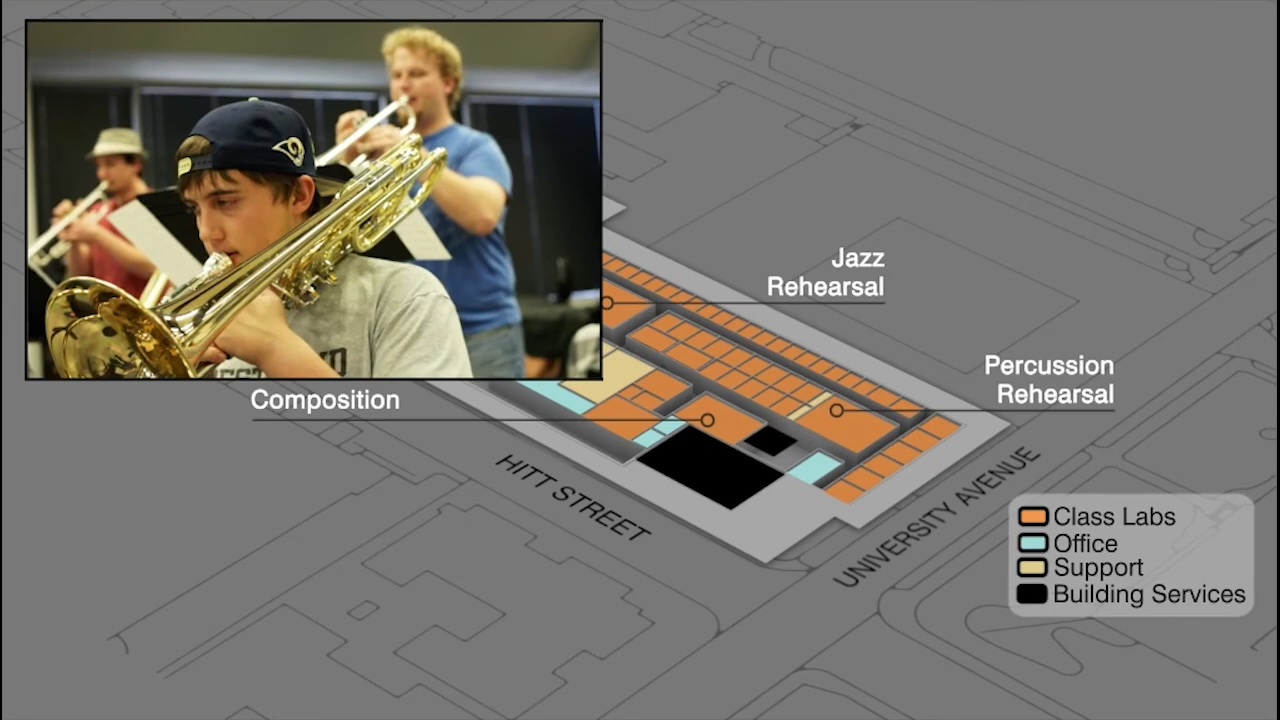 Jazz
Rehearsal
Percussion
Rehearsal
Composition
HITT STREET
UNIVERSITY AVENUE
Class Labs
Office
Support
Building Services